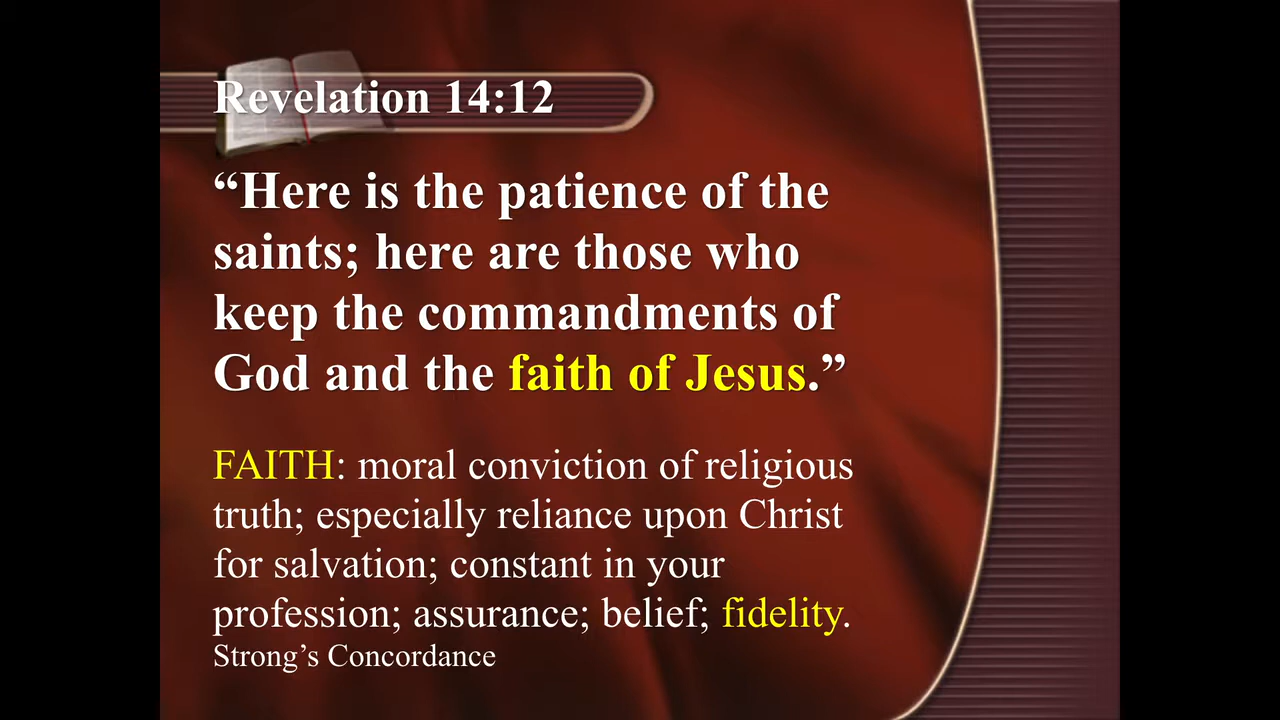 Revelation 14:12
“Here is the patience of the
saints; here are those who
keep the commandments of
God and the faith of Jesus.”
FAITH: moral conviction of religious
truth; especially reliance upon Christ
for salvation; constant in your
profession; assurance; belief; fidelity.
Strong’s Concordance